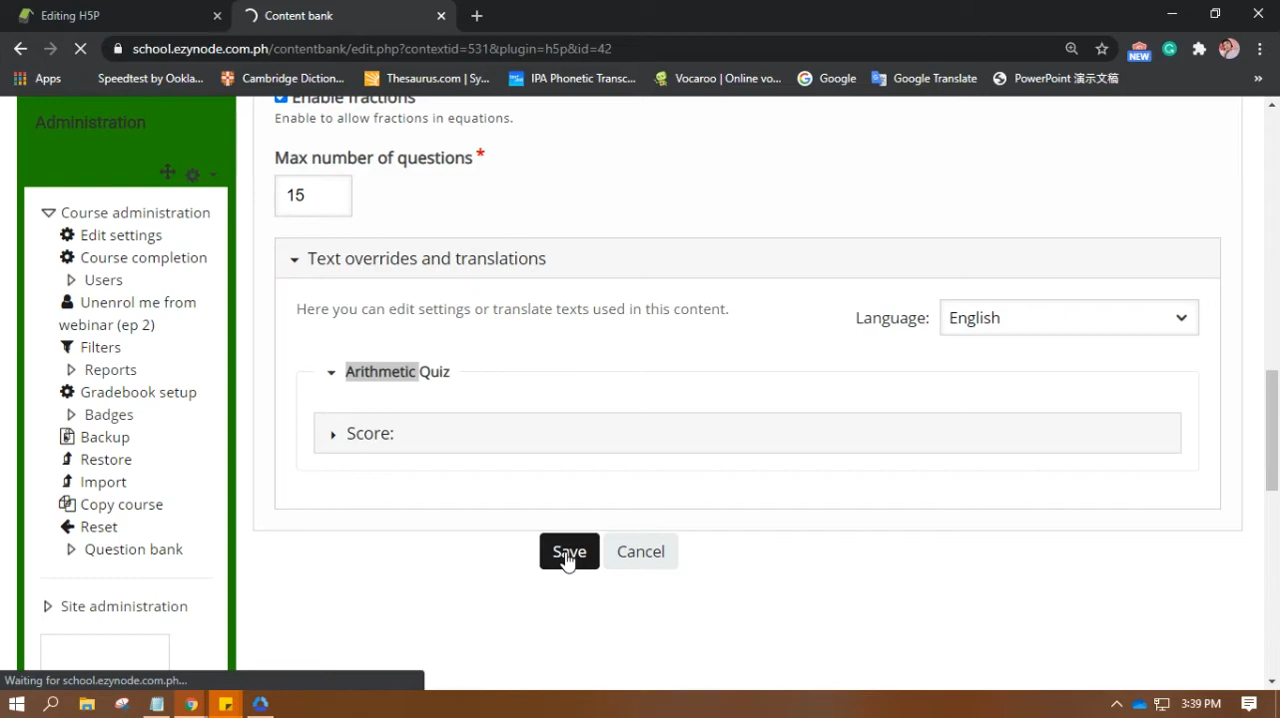 Editing H5P
Content bank
school.ezynode.com.ph/contentbank/edit.php?contextid=531&plugin=h5p&id=42
NEW
Apps
Speedtest by Ookla...
Cambridge Diction...
Thesaurus.com | Sy...
IPA Phonetic Transc...
Vocaroo | Online vo...
Google
Google Translate
PowerPoint 演示文稿
»
Administration
Course administration
Edit settings
Course completion
Users
Unenrol me from
webinar (ep 2)
Filters
Reports
Gradebook setup
Badges
Backup
Restore
Import
Copy course
Reset
Question bank
Site administration
Enable fractions
Enable to allow fractions in equations.
Max number of questions *
15
Text overrides and translations
Here you can edit settings or translate texts used in this content.
Language:
English
Arithmetic Quiz
Score:
Save
Cancel
Waiting for school.ezynode.com.ph...
3:39 PM